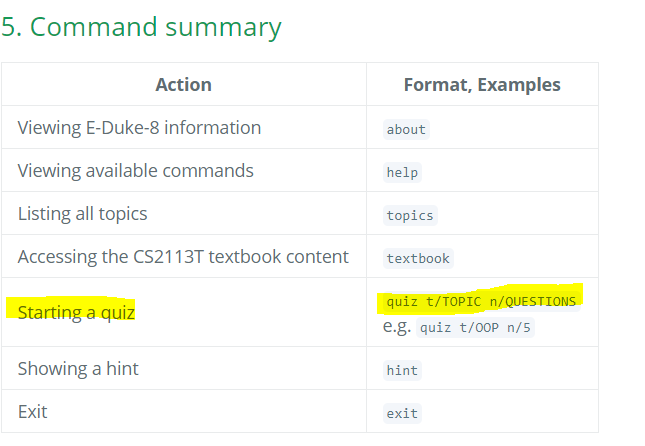 5. Command summary
Action Format, Examples
Viewing E-Duke-8 information about
Viewing available commands help
Listing all topics topics
Accessing the CS2113T textbook content textbook
Starting a quiz quiz t/TOPIC n/QUESTIONS
e.g. quiz t/OOP n/5
Showing a hint hint
Exit exit